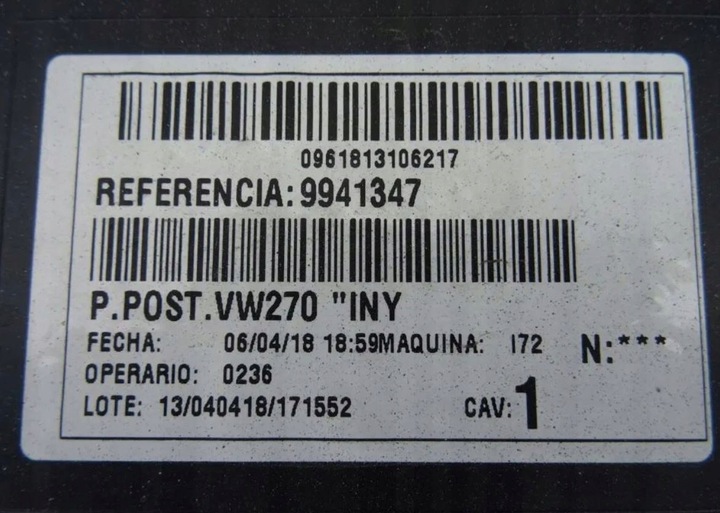 0961813106217
REFERENCIA:9941347
P.POST.VW270 "INY
FECHA: 06/04/18 18:59MAQUINA: I72 N:***
OPERARIO: 0236
LOTE: 13/040418/171552 CAV:1